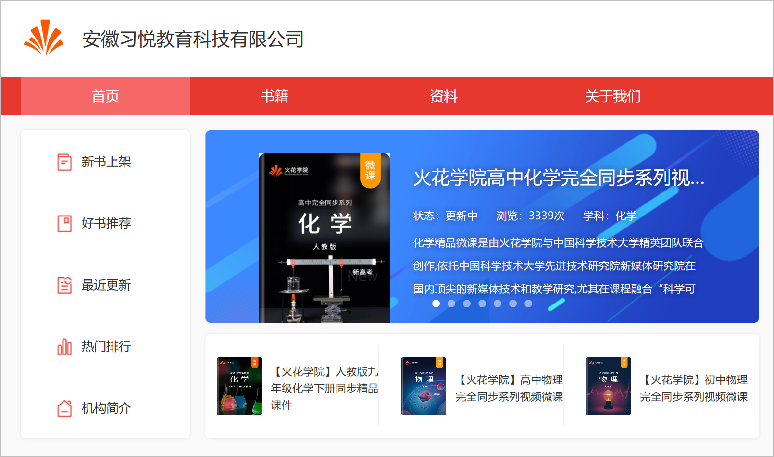 安徽习悦教育科技有限公司
首页
书籍
资料
关于我们
新书上架
好书推荐
最近更新
热门排行
机构简介
火花学院
微课
高中完全同步系列
化学
人教版
新高考
NEW
火花学院高中化学完全同步系列视...
状态：更新中 浏览：3339次 学科：化学
化学精品微课是由火花学院与中国科学技术大学精英团队联合
创作,依托中国科学技术大学先进技术研究院新媒体研究院在
国内,顶尖的新媒体技术和教学研究,尤其在课程融合“科学可
化学
【火花学院】人教版九
年级化学下册同步精品
课件
物理
【火花学院】高中物理
完全同步系列视频微课
物理
【火花学院】初中物理
完全同步系列视频微课